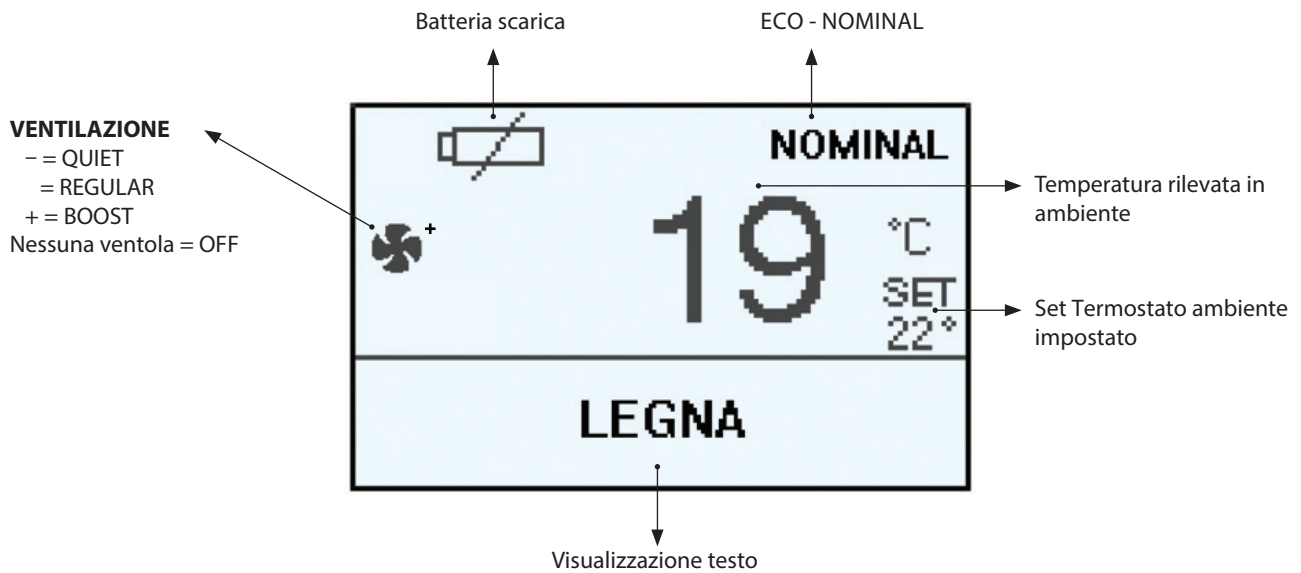 Batteria scarica
ECO - NOMINAL
VENTILAZIONE
– = QUIET
= REGULAR
+ = BOOST
Nessuna ventola = OFF
NOMINAL
+
19
°C
SET
22°
Temperatura rilevata in
ambiente
Set Termostato ambiente
impostato
LEGNA
Visualizzazione testo